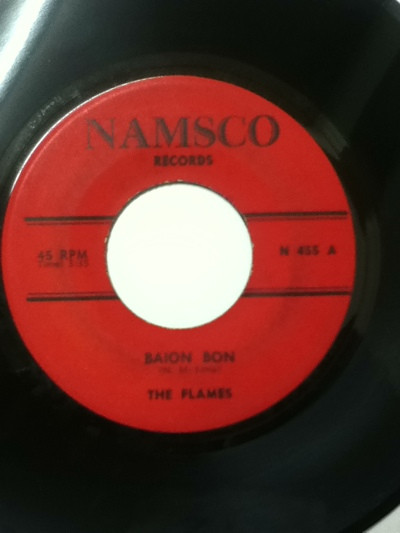 NAMSCO
RECORDS
45 RPM
N 455 A
BAION BON
THE FLAMES